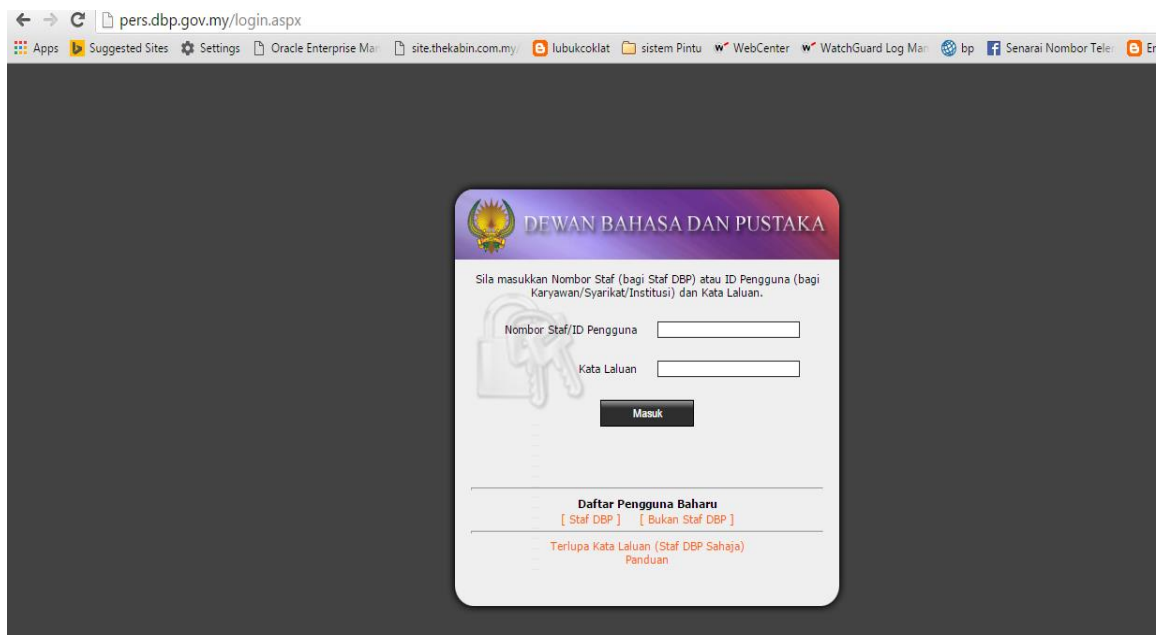 pers.dbp.gov.my/login.aspx
Apps Suggested Sites Settings Oracle Enterprise Man site.thekabin.com.my/ lubukcoklat sistem Pintu WebCenter WatchGuard Log Man bp Senarai Nombor Telef Er
DEWAN BAHASA DAN PUSTAKA
Sila masukkan Nombor Staf (bagi Staf DBP) atau ID Pengguna (bagi
Karyawan/Syarikat/Institusi) dan Kata Laluan.
Nombor Staf/ID Pengguna
Kata Laluan
Masuk
Daftar Pengguna Baharu
[ Staf DBP ] [ Bukan Staf DBP ]
Terlupa Kata Laluan (Staf DBP Sahaja)
Panduan